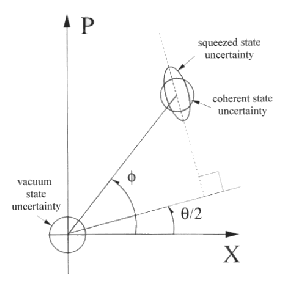 P
squeezed state
uncertainty
coherent state
uncertainty
vacuum
state
uncertainty
ϕ
θ/2
X